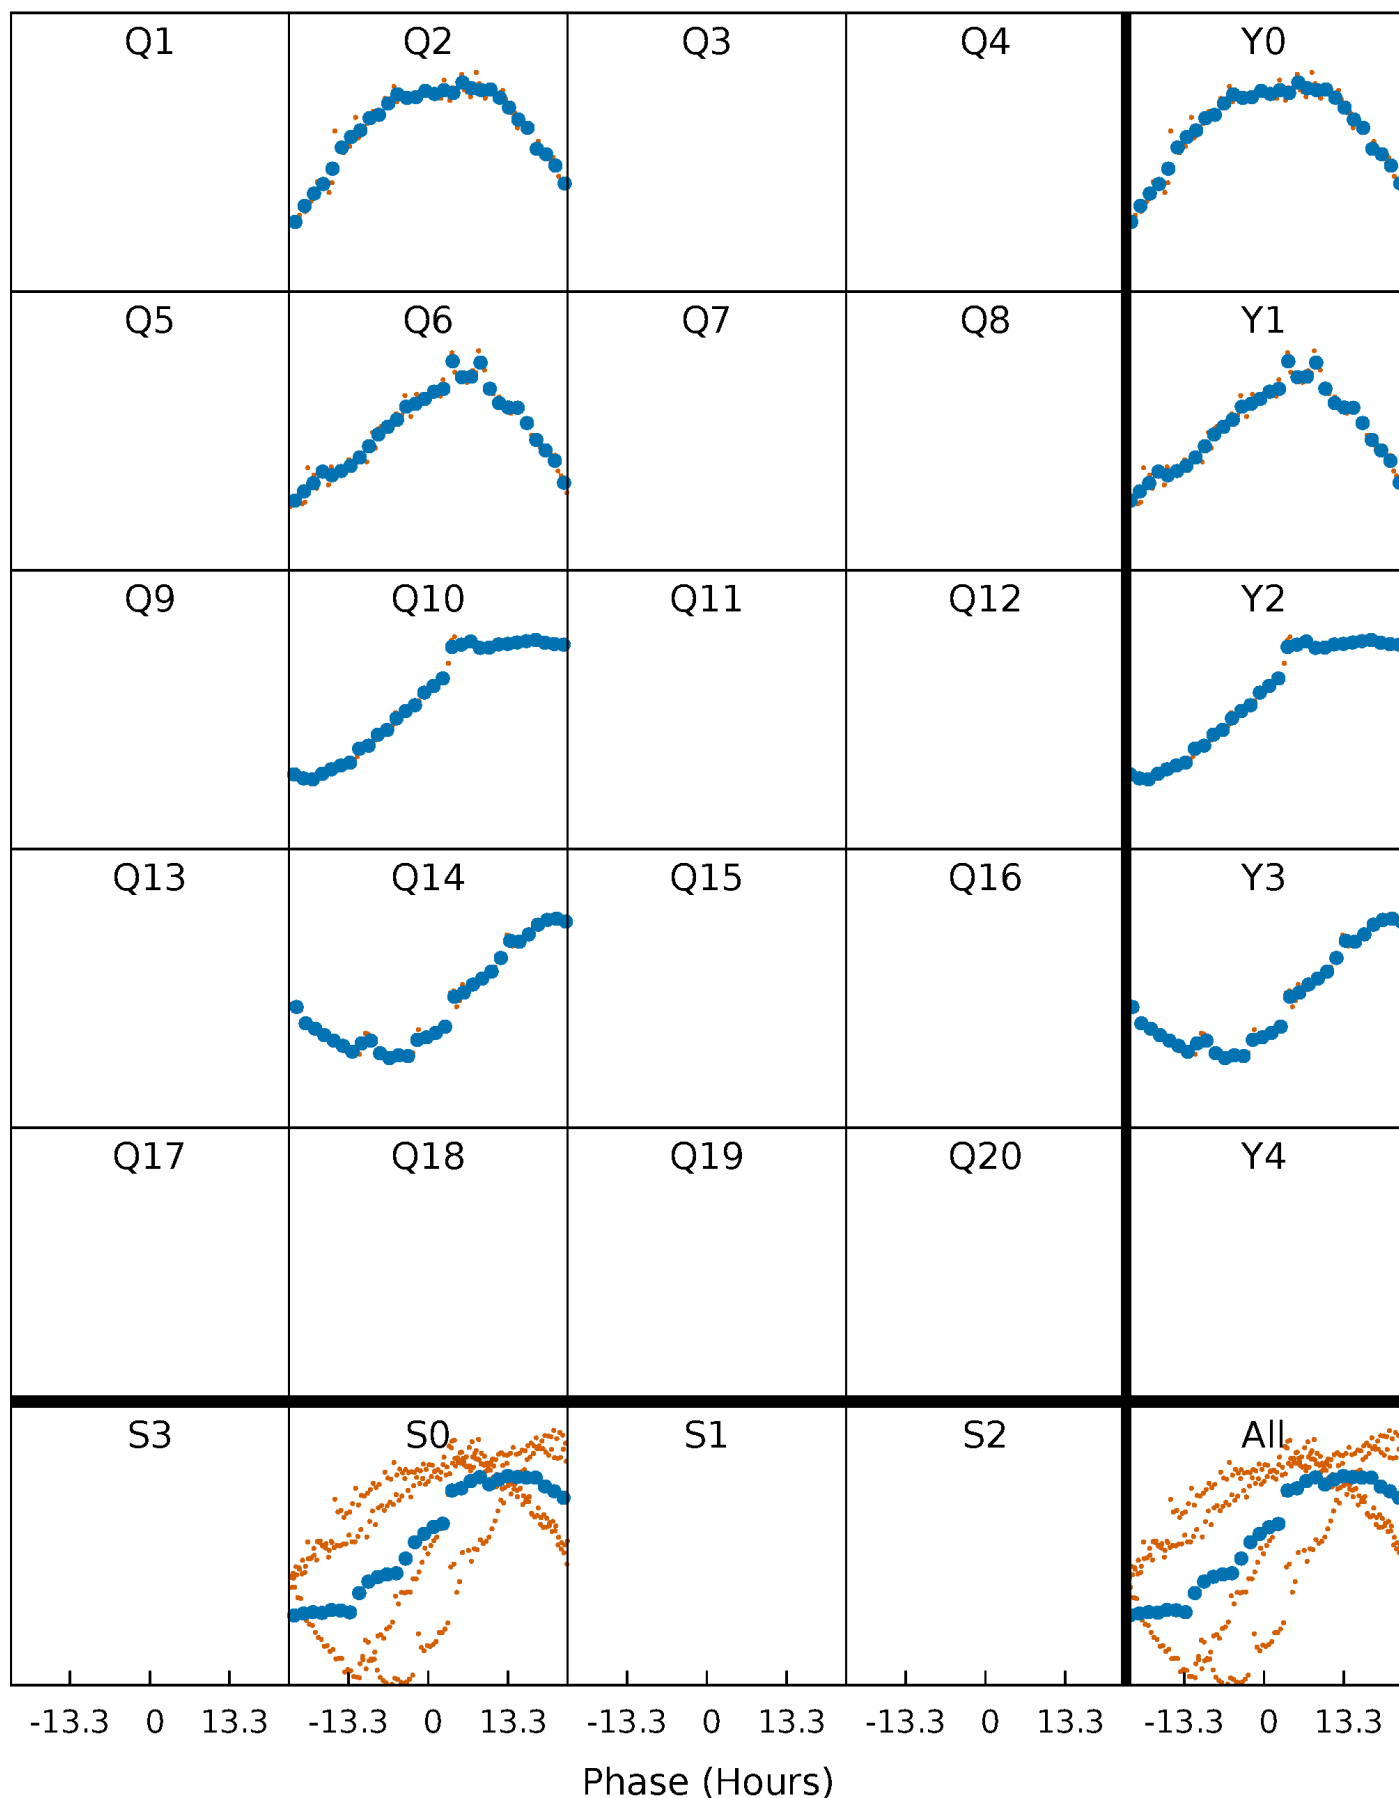 Q1 Q2 Q3 Q4 Y0
Q5 Q6 Q7 Q8 Y1
Q9 Q10 Q11 Q12 Y2
Q13 Q14 Q15 Q16 Y3
Q17 Q18 Q19 Q20 Y4
S3 S0 S1 S2 All
-13.3 0 13.3 -13.3 0 13.3 -13.3 0 13.3 -13.3 0 13.3 -13.3 0 13.3
Phase (Hours)